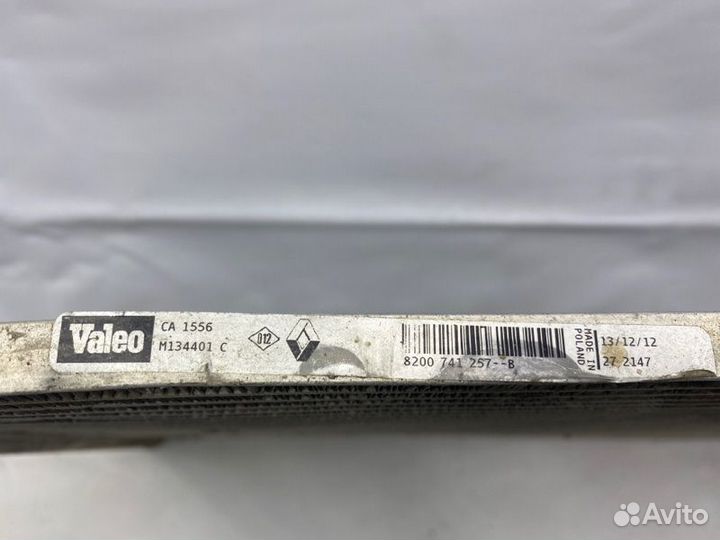 Valeo
CA 1556
M134401 C
012
8200 741 257--B
MADE IN
POLAND
13/12/12
27 2147
Avito